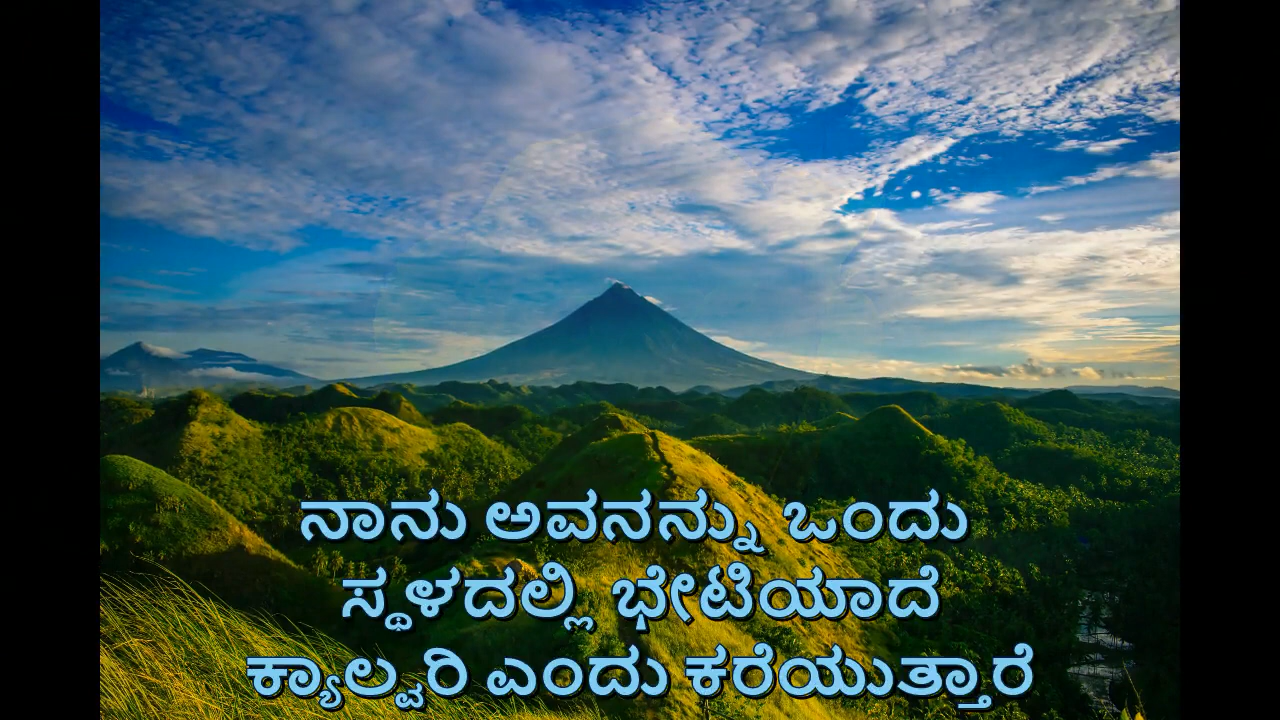 ನಾನು ಅವನನ್ನು ಒಂದು
ಸ್ಥಳದಲ್ಲಿ ಭೇಟಿಯಾದೆ
ಕ್ಯಾಲ್ವರಿ ಎಂದು ಕರೆಯುತ್ತಾರೆ